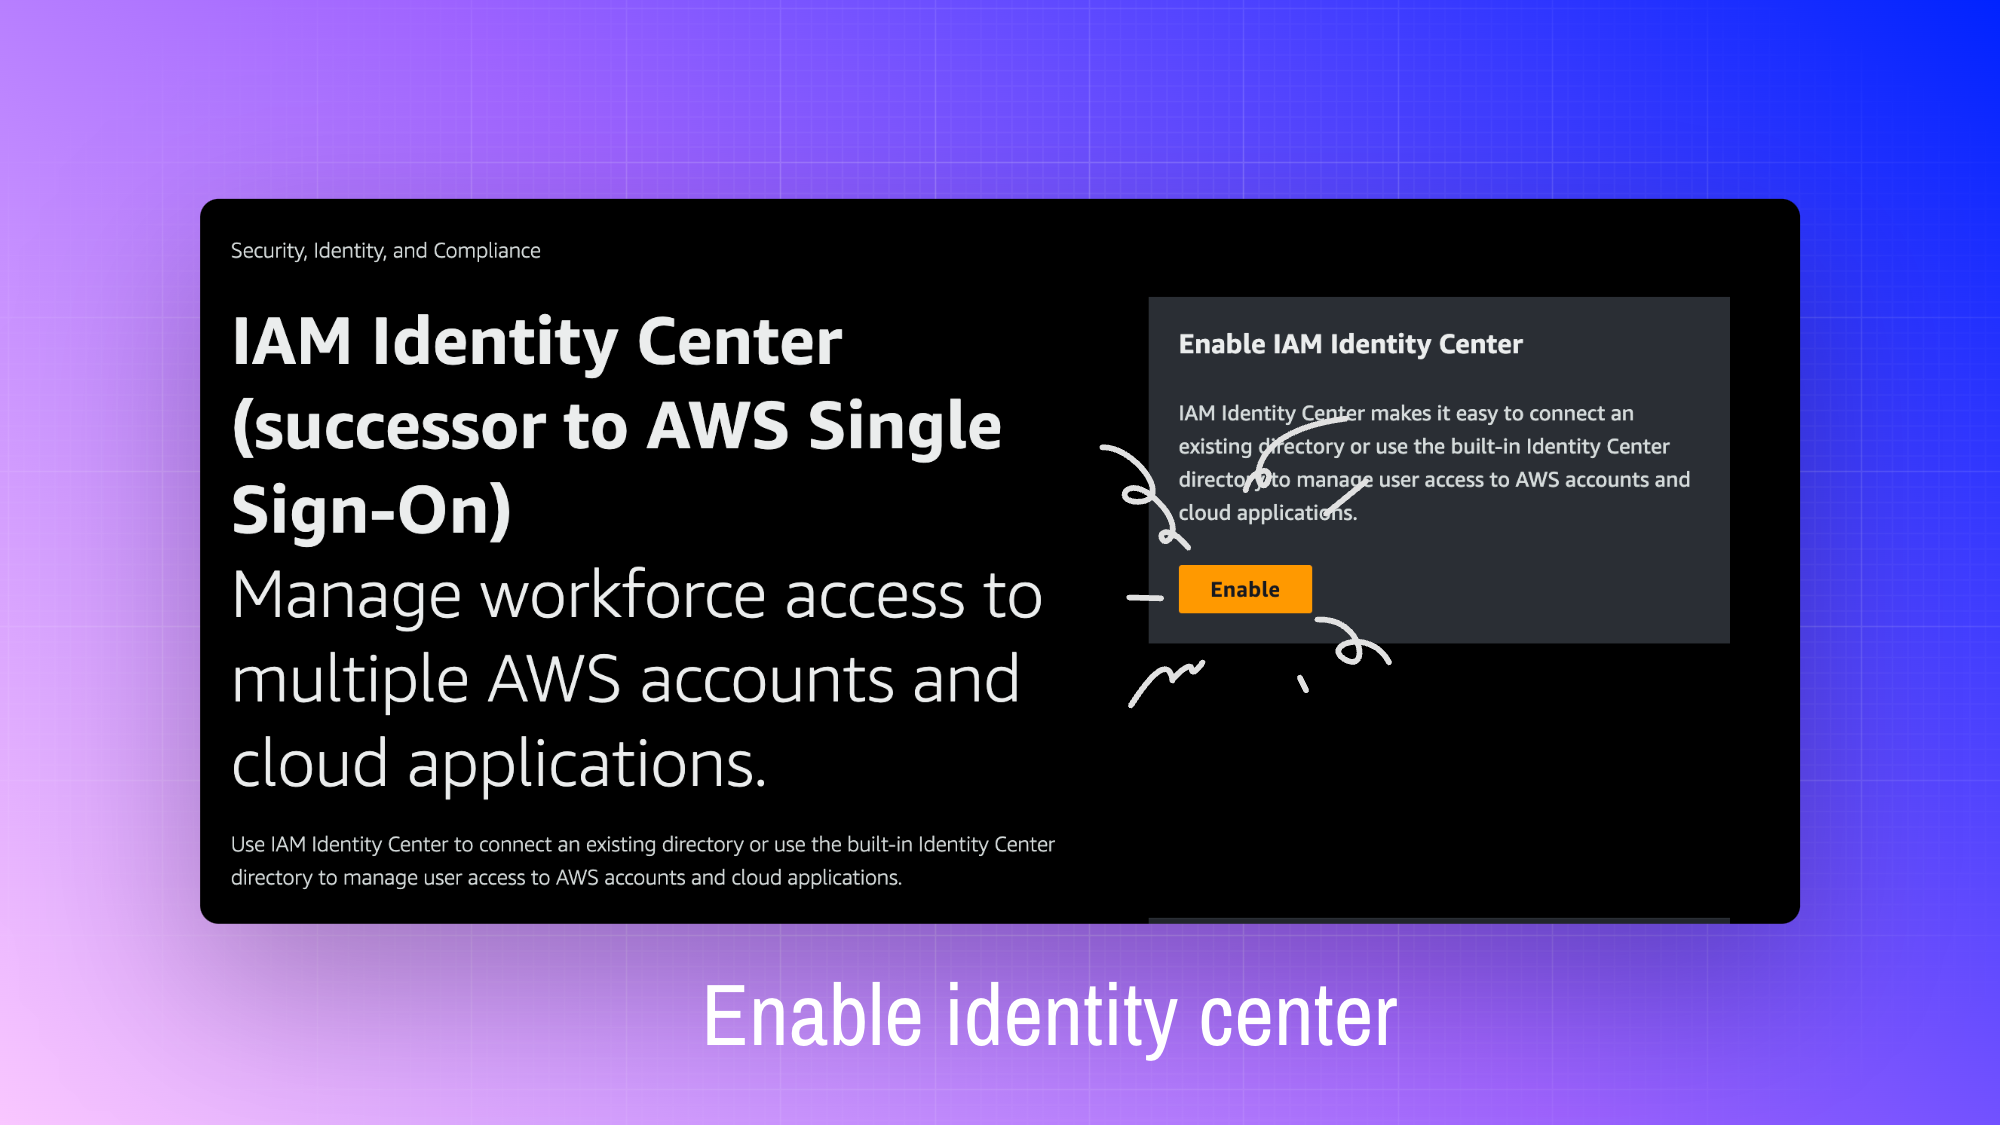 Security, Identity, and Compliance
IAM Identity Center
(successor to AWS Single
Sign-On)
Manage workforce access to
multiple AWS accounts and
cloud applications.
Use IAM Identity Center to connect an existing directory or use the built-in Identity Center
directory to manage user access to AWS accounts and cloud applications.
Enable IAM Identity Center
IAM Identity Center makes it easy to connect an
existing directory or use the built-in Identity Center
directory to manage user access to AWS accounts and
cloud applications.
Enable
Enable identity center